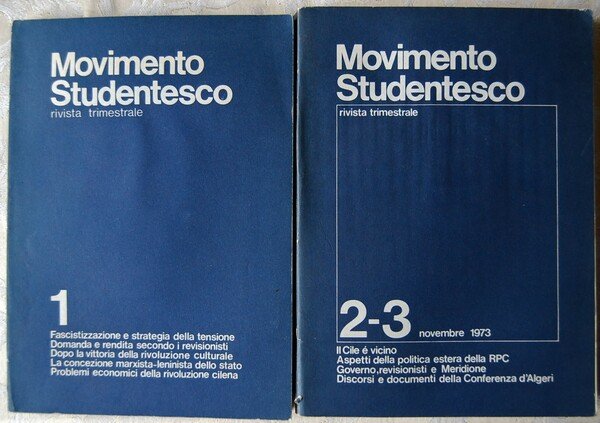 Movimento
Studentesco
rivista trimestrale
1
Fascistizzazione e strategia della tensione
Domanda e rendita secondo i revisionisti
Dopo la vittoria della rivoluzione culturale
La concezione marxista-leninista dello stato
Problemi economici della rivoluzione cilena
Movimento
Studentesco
rivista trimestrale
2-3 novembre 1973
Il Cile é vicino
Aspetti della politica estera della RPC
Governo, revisionisti e Meridione
Discorsi e documenti della Conferenza d'Algeri